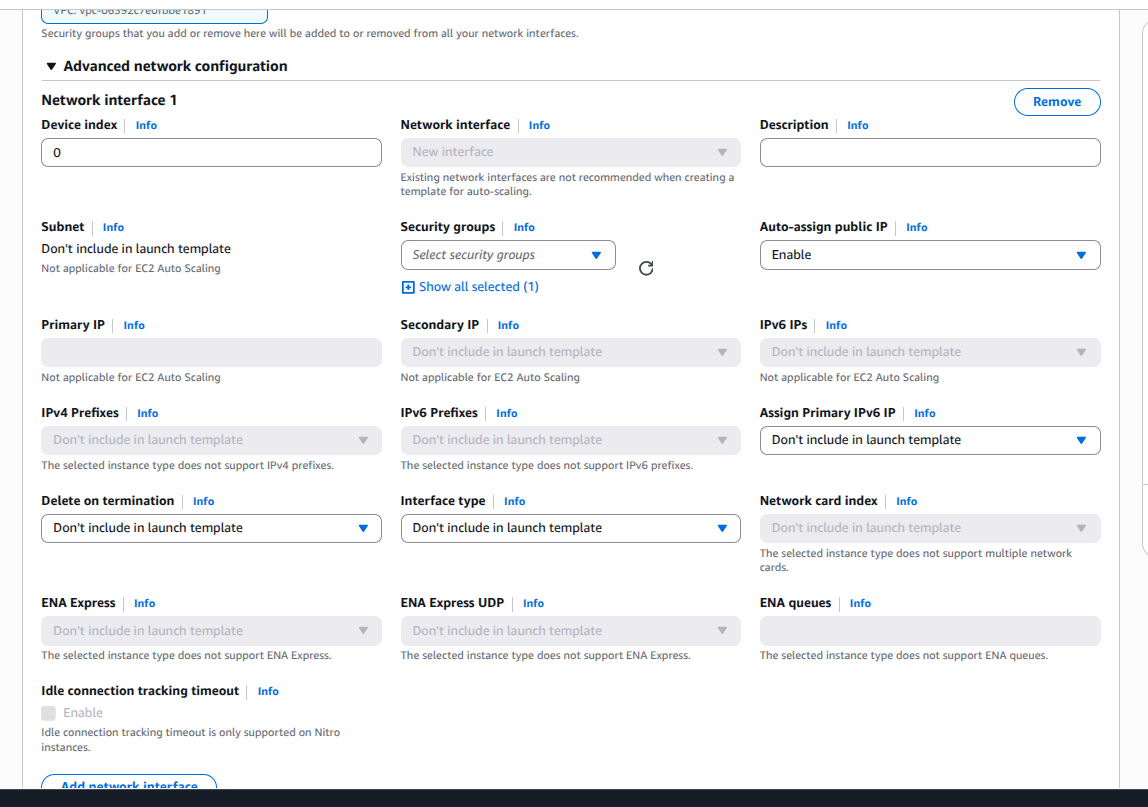 VPC:
Security groups that you add or remove here will be added to or removed from all your network interfaces.
Advanced network configuration
Network interface 1
Remove
Device index Info
Network interface Info
Description Info
0
New interface
Existing network interfaces are not recommended when creating a
template for auto-scaling.
Subnet Info
Security groups Info
Auto-assign public IP Info
Don't include in launch template
Not applicable for EC2 Auto Scaling
Select security groups
Enable
Show all selected (1)
Primary IP Info
Secondary IP Info
IPv6 IPs Info
Don't include in launch template
Don't include in launch template
Not applicable for EC2 Auto Scaling
Not applicable for EC2 Auto Scaling
Not applicable for EC2 Auto Scaling
IPv4 Prefixes Info
IPv6 Prefixes Info
Assign Primary IPv6 IP Info
Don't include in launch template
Don't include in launch template
Don't include in launch template
The selected instance type does not support IPv4 prefixes.
The selected instance type does not support IPv6 prefixes.
Delete on termination Info
Interface type Info
Network card index Info
Don't include in launch template
Don't include in launch template
Don't include in launch template
The selected instance type does not support multiple network
cards.
ENA Express Info
ENA Express UDP Info
ENA queues Info
Don't include in launch template
Don't include in launch template
The selected instance type does not support ENA Express.
The selected instance type does not support ENA Express.
The selected instance type does not support ENA queues.
Idle connection tracking timeout Info
Enable
Idle connection tracking timeout is only supported on Nitro
instances.
Add network interface